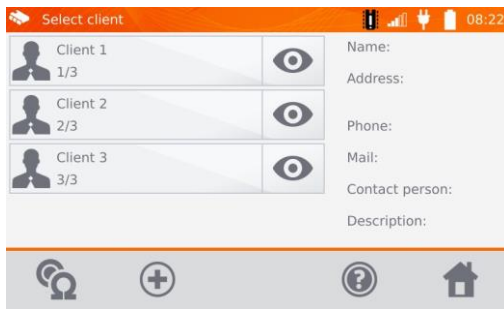 Select client
08:22
Client 1
1/3
Client 2
2/3
Client 3
3/3
Name:
Address:
Phone:
Mail:
Contact person:
Description: